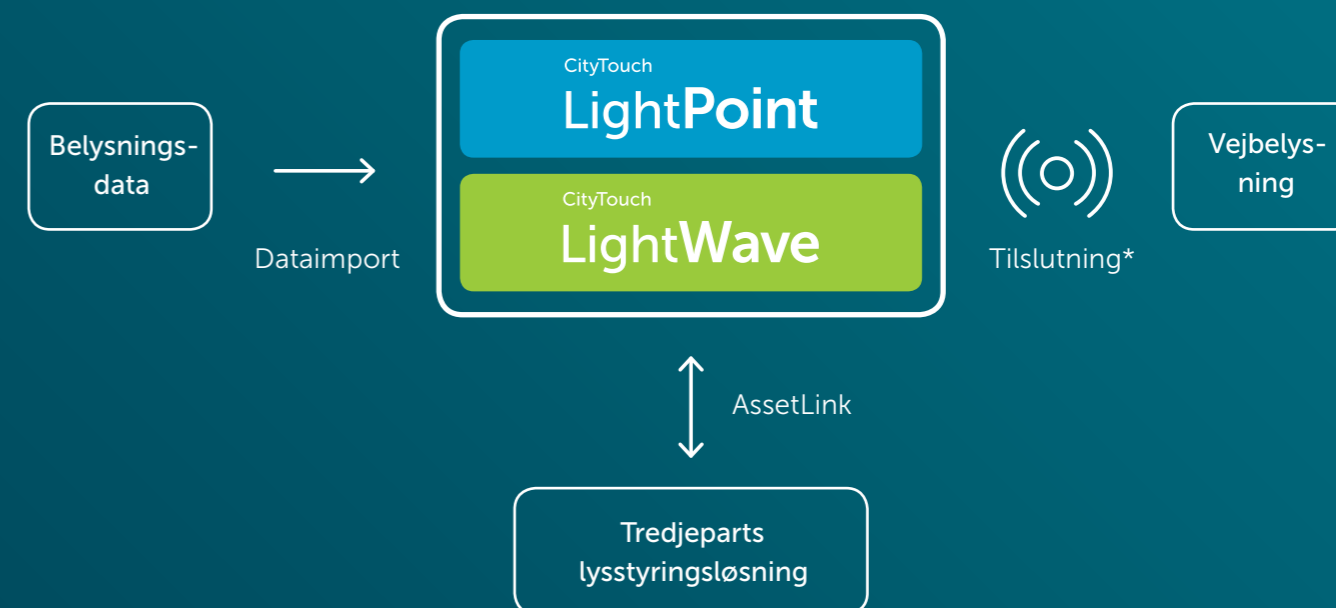 Belysnings-
data
Dataimport
CityTouch
LightPoint
CityTouch
LightWave
Tilslutning*
Vejbelys-
ning
AssetLink
Tredjeparts
lysstyringsløsning